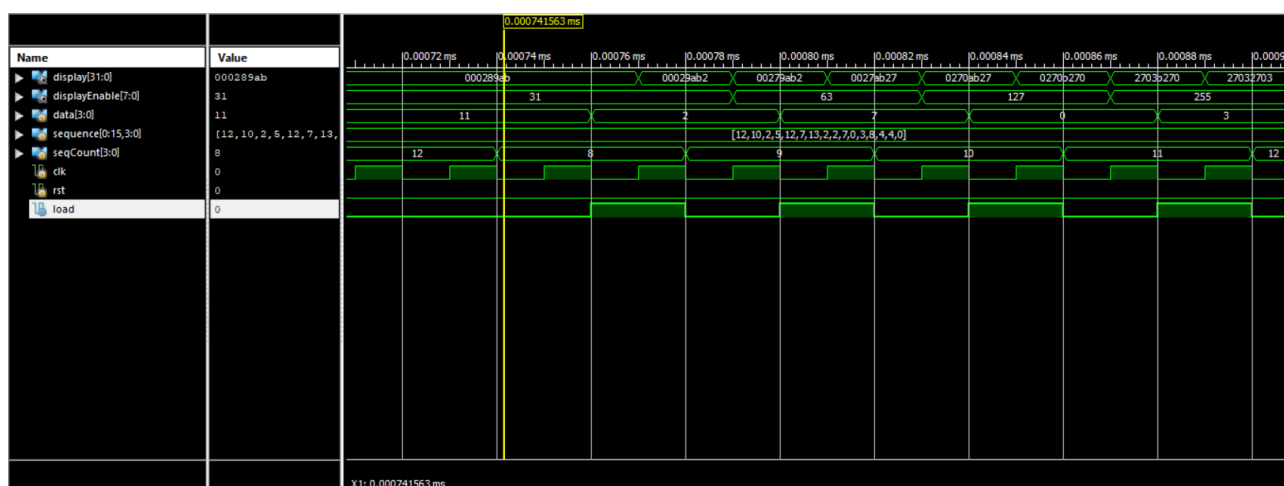 0.000741563 ms
Name Value
0.00072 ms 0.00074 ms 0.00076 ms 0.00078 ms 0.00080 ms 0.00082 ms 0.00084 ms 0.00086 ms 0.00088 ms 0.0009
display[31:0] 000289ab 000289ab 00029ab2 00279ab2 0027ab27 0270ab27 0270b270 2703b270 27032703
displayEnable[7:0] 31 31 63 127 255
data[3:0] 11 11 2 7 0 3
sequence[0:15,3:0] [12,10,2,5,12,7,13, [12,10,2,5,12,7,13,2,2,7,0,3,8,4,4,0]
seqCount[3:0] 8 12 8 9 10 11 12
clk 0
rst 0
load 0
X1: 0.000741563 ms